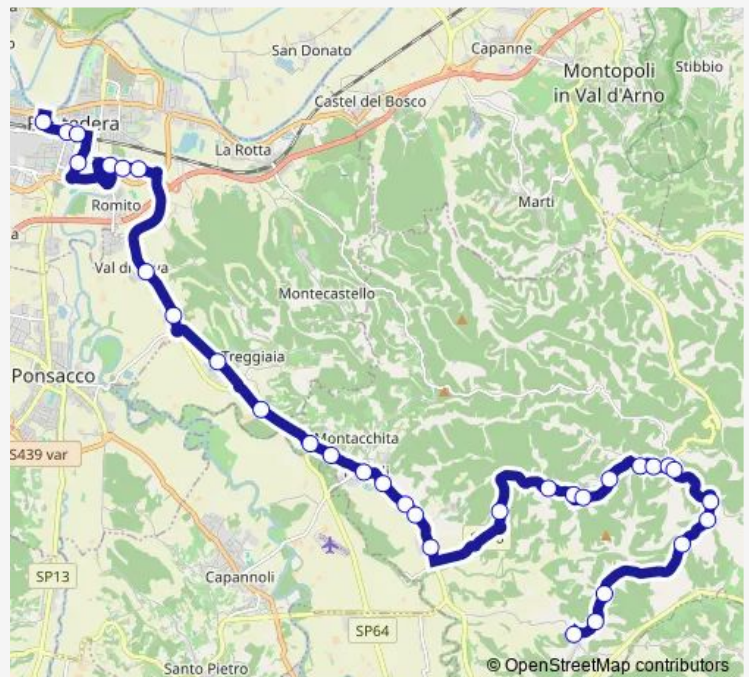 San Donato
Capanne
Montopoli
in Val d'Arno
Stibbio
Castel del Bosco
La Rotta
Romito
Marti
Montecastello
Treggiaia
Ponsacco
Montacchita
S439 var
SP13
Capannoli
SP64
Santo Pietro
© OpenStreetMap contributors